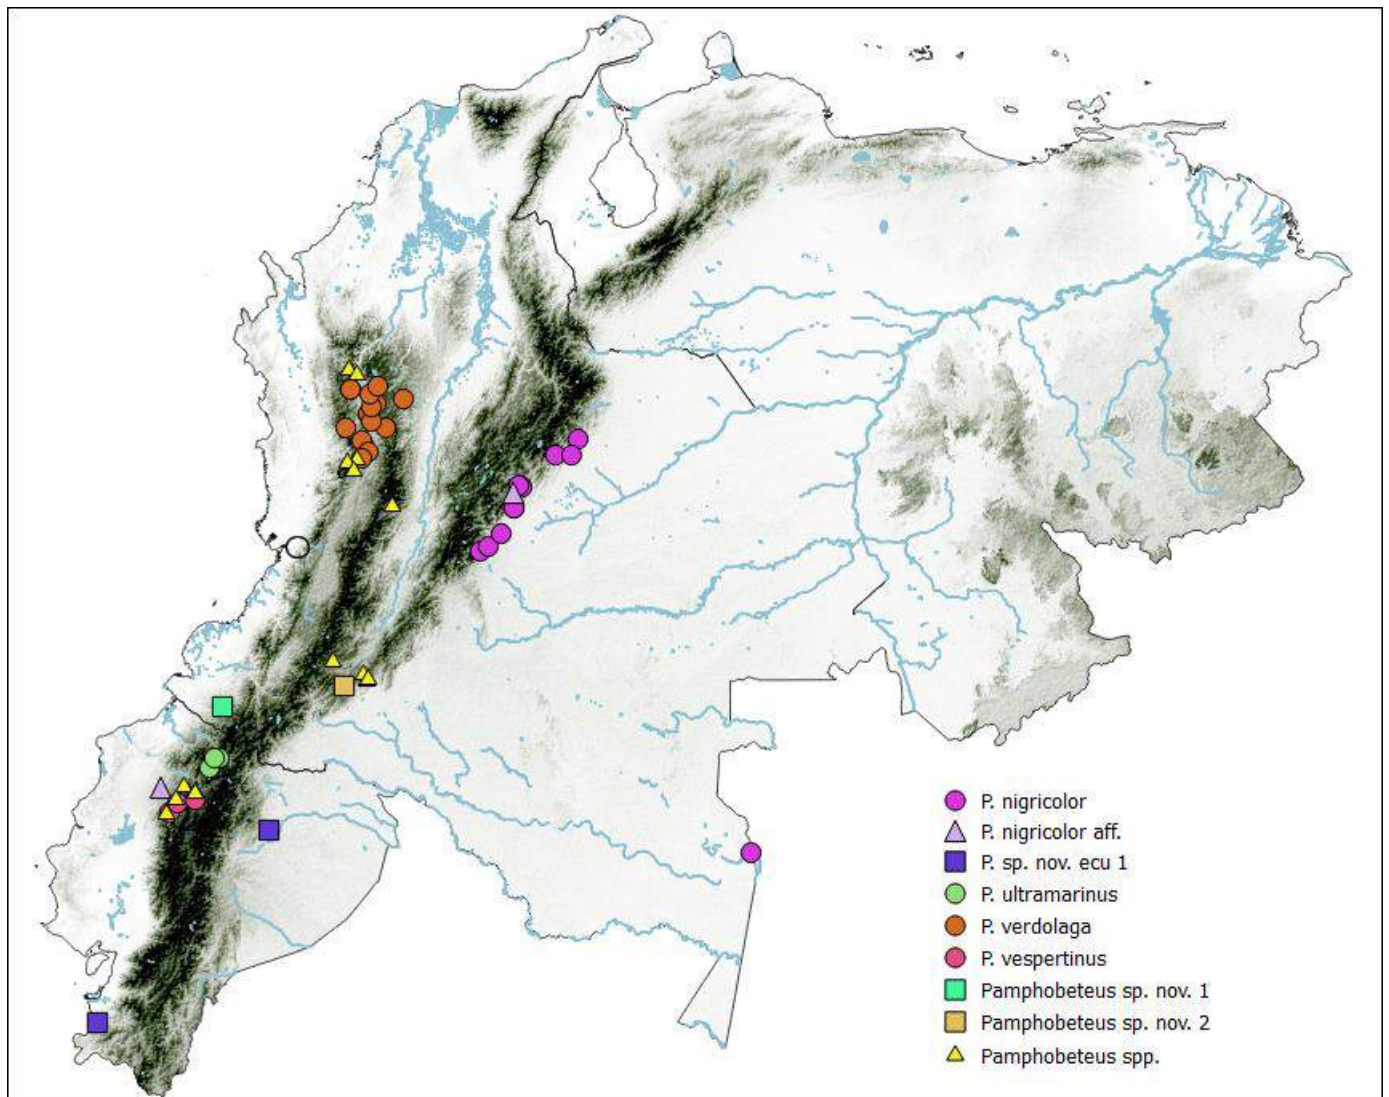 P. nigricolor
P. nigricolor aff.
P. sp. nov. ecu 1
P. ultramarinus
P. verdolaga
P. vespertinus
Pamphobeteus sp. nov. 1
Pamphobeteus sp. nov. 2
Pamphobeteus spp.